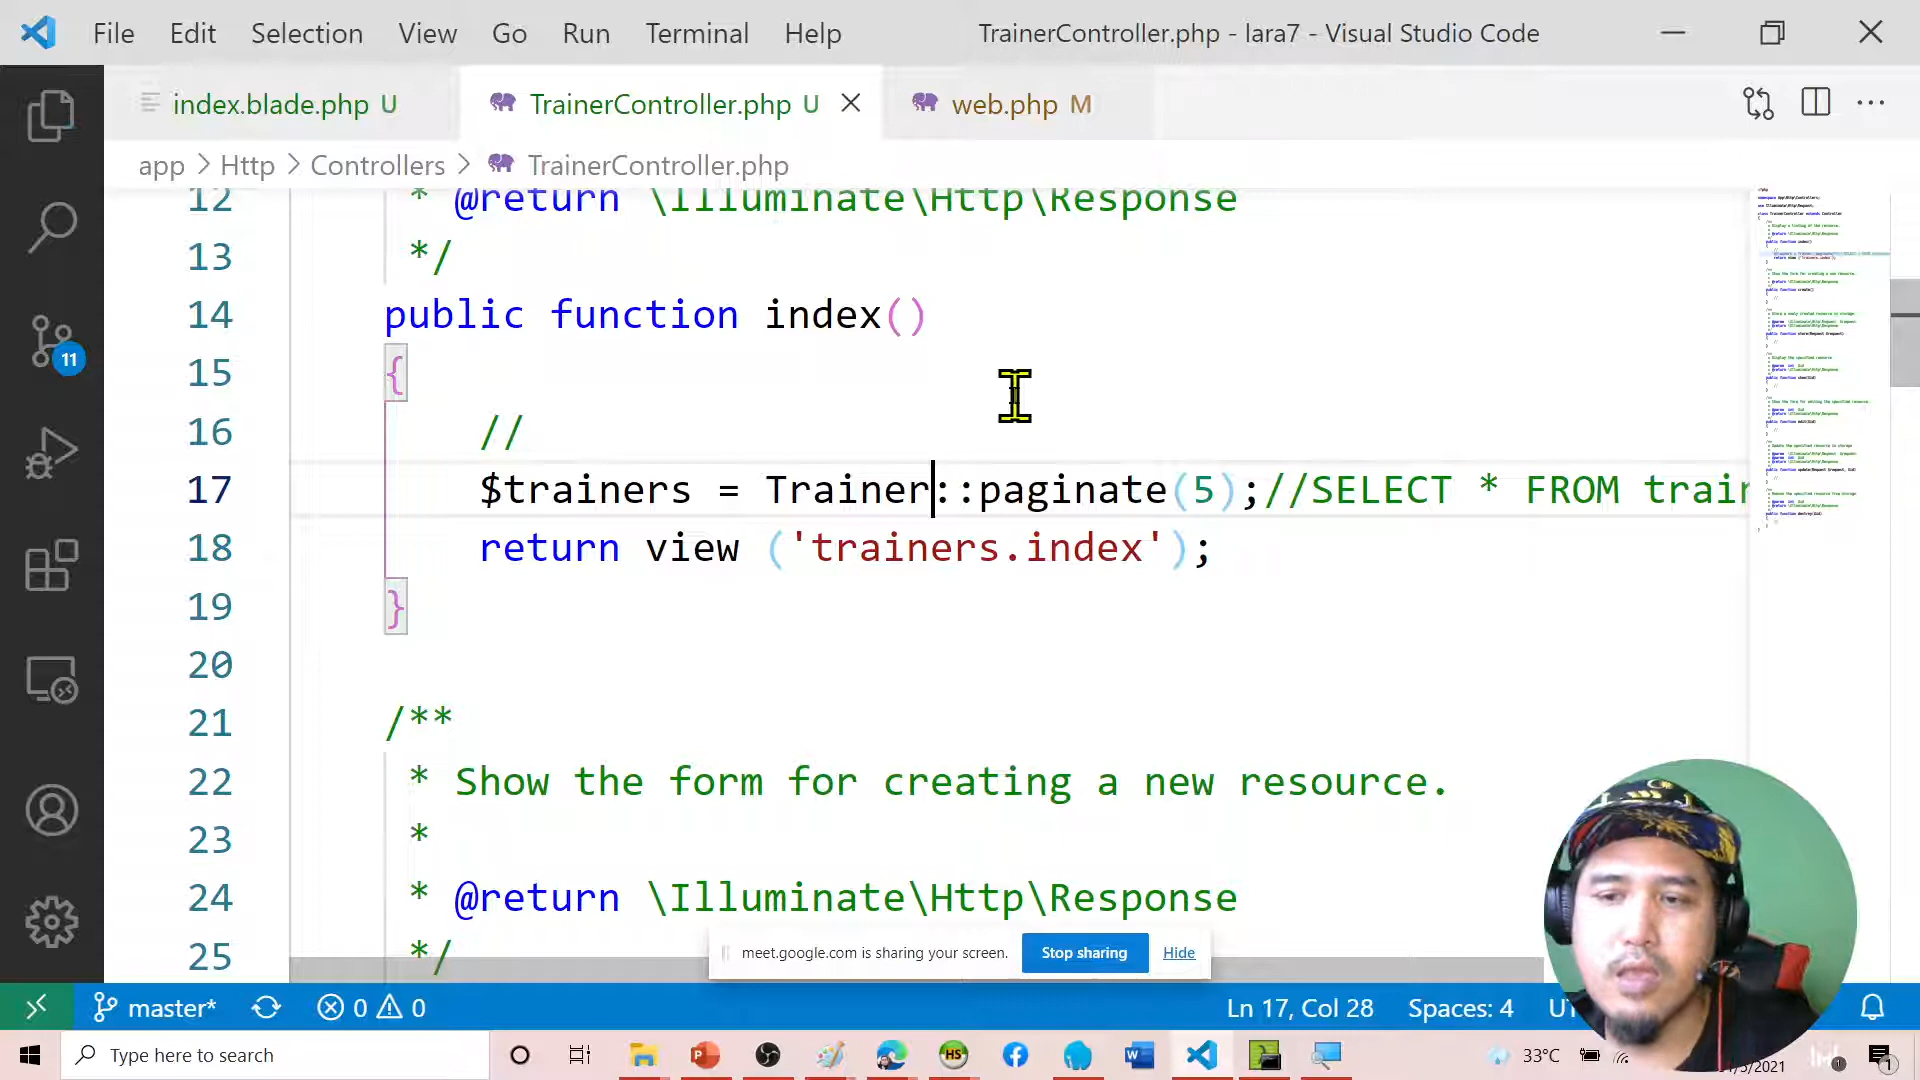 File Edit Selection View Go Run Terminal Help TrainerController.php - lara7 - Visual Studio Code
index.blade.php U TrainerController.php U web.php M
app > Http > Controllers > TrainerController.php
12 * @return \Illuminate\Http\Response
13 */
14 public function index()
15 {
16 //
17 $trainers = Trainer::paginate(5);//SELECT * FROM train
18 return view ('trainers.index');
19 }
20
21 /**
22 * Show the form for creating a new resource.
23 *
24 * @return \Illuminate\Http\Response
25 */
11
meet.google.com is sharing your screen. Stop sharing Hide
master* 0 0 Ln 17, Col 28 Spaces: 4
Type here to search
HS
33°C